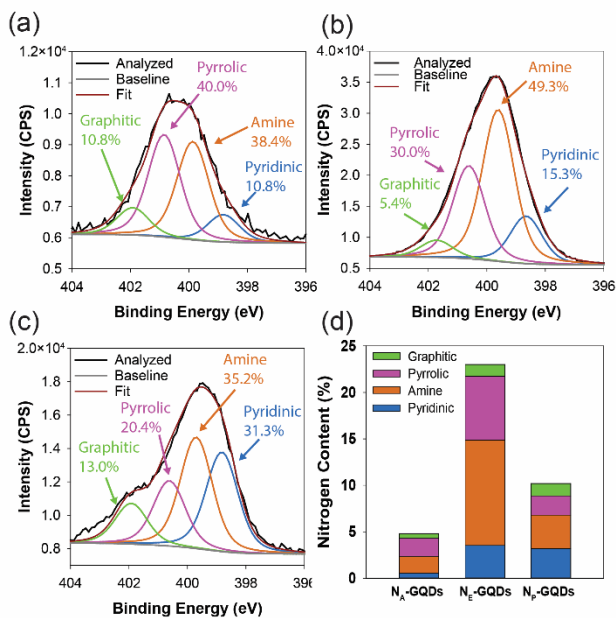 (a)
1.2×10⁴
1.1
1.0
0.9
0.8
0.7
0.6
0.5
Intensity (CPS)
Analyzed
Baseline
Fit
Pyrrolic
40.0%
Graphitic
10.8%
Amine
38.4%
Pyridinic
10.8%
404 402 400 398 396
Binding Energy (eV)
(b)
4.0×10⁴
3.5
3.0
2.5
2.0
1.5
1.0
0.5
Intensity (CPS)
Analyzed
Baseline
Fit
Amine
49.3%
Pyrrolic
30.0%
Graphitic
5.4%
Pyridinic
15.3%
404 402 400 398 396
Binding Energy (eV)
(c)
2.0×10⁴
1.8
1.6
1.4
1.2
1.0
0.8
Intensity (CPS)
Analyzed
Baseline
Fit
Amine
35.2%
Pyrrolic
20.4%
Graphitic
13.0%
Pyridinic
31.3%
404 402 400 398 396
Binding Energy (eV)
(d)
25
20
15
10
5
0
Nitrogen Content (%)
Graphitic
Pyrrolic
Amine
Pyridinic
N_A-GQDs N_E-GQDs N_P-GQDs